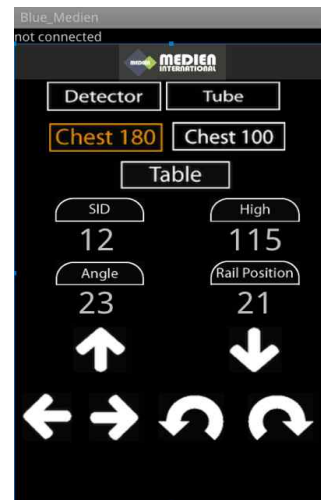 Blue_Medien
not connected
MEDIEN MEDIEN
INTERNATIONAL
Detector Tube
Chest 180 Chest 100
Table
SID High
12 115
Angle Rail Position
23 21